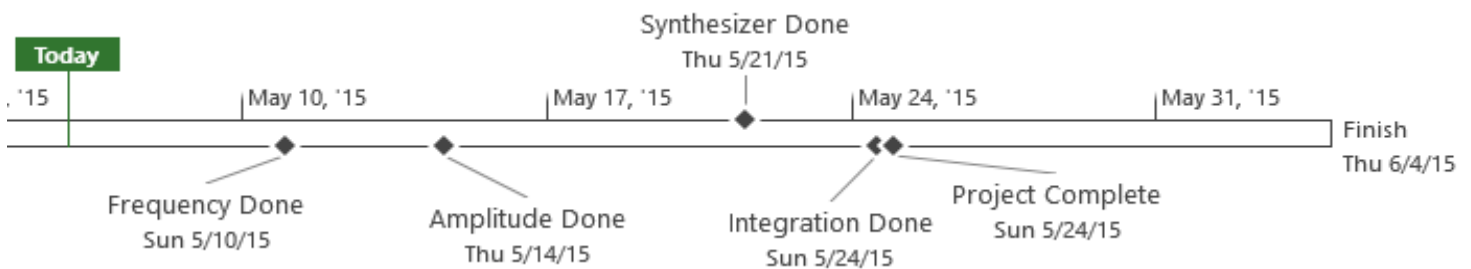 Synthesizer Done
Thu 5/21/15
Today
, '15
May 10, '15
May 17, '15
May 24, '15
May 31, '15
Finish
Thu 6/4/15
Frequency Done
Sun 5/10/15
Amplitude Done
Thu 5/14/15
Integration Done
Sun 5/24/15
Project Complete
Sun 5/24/15